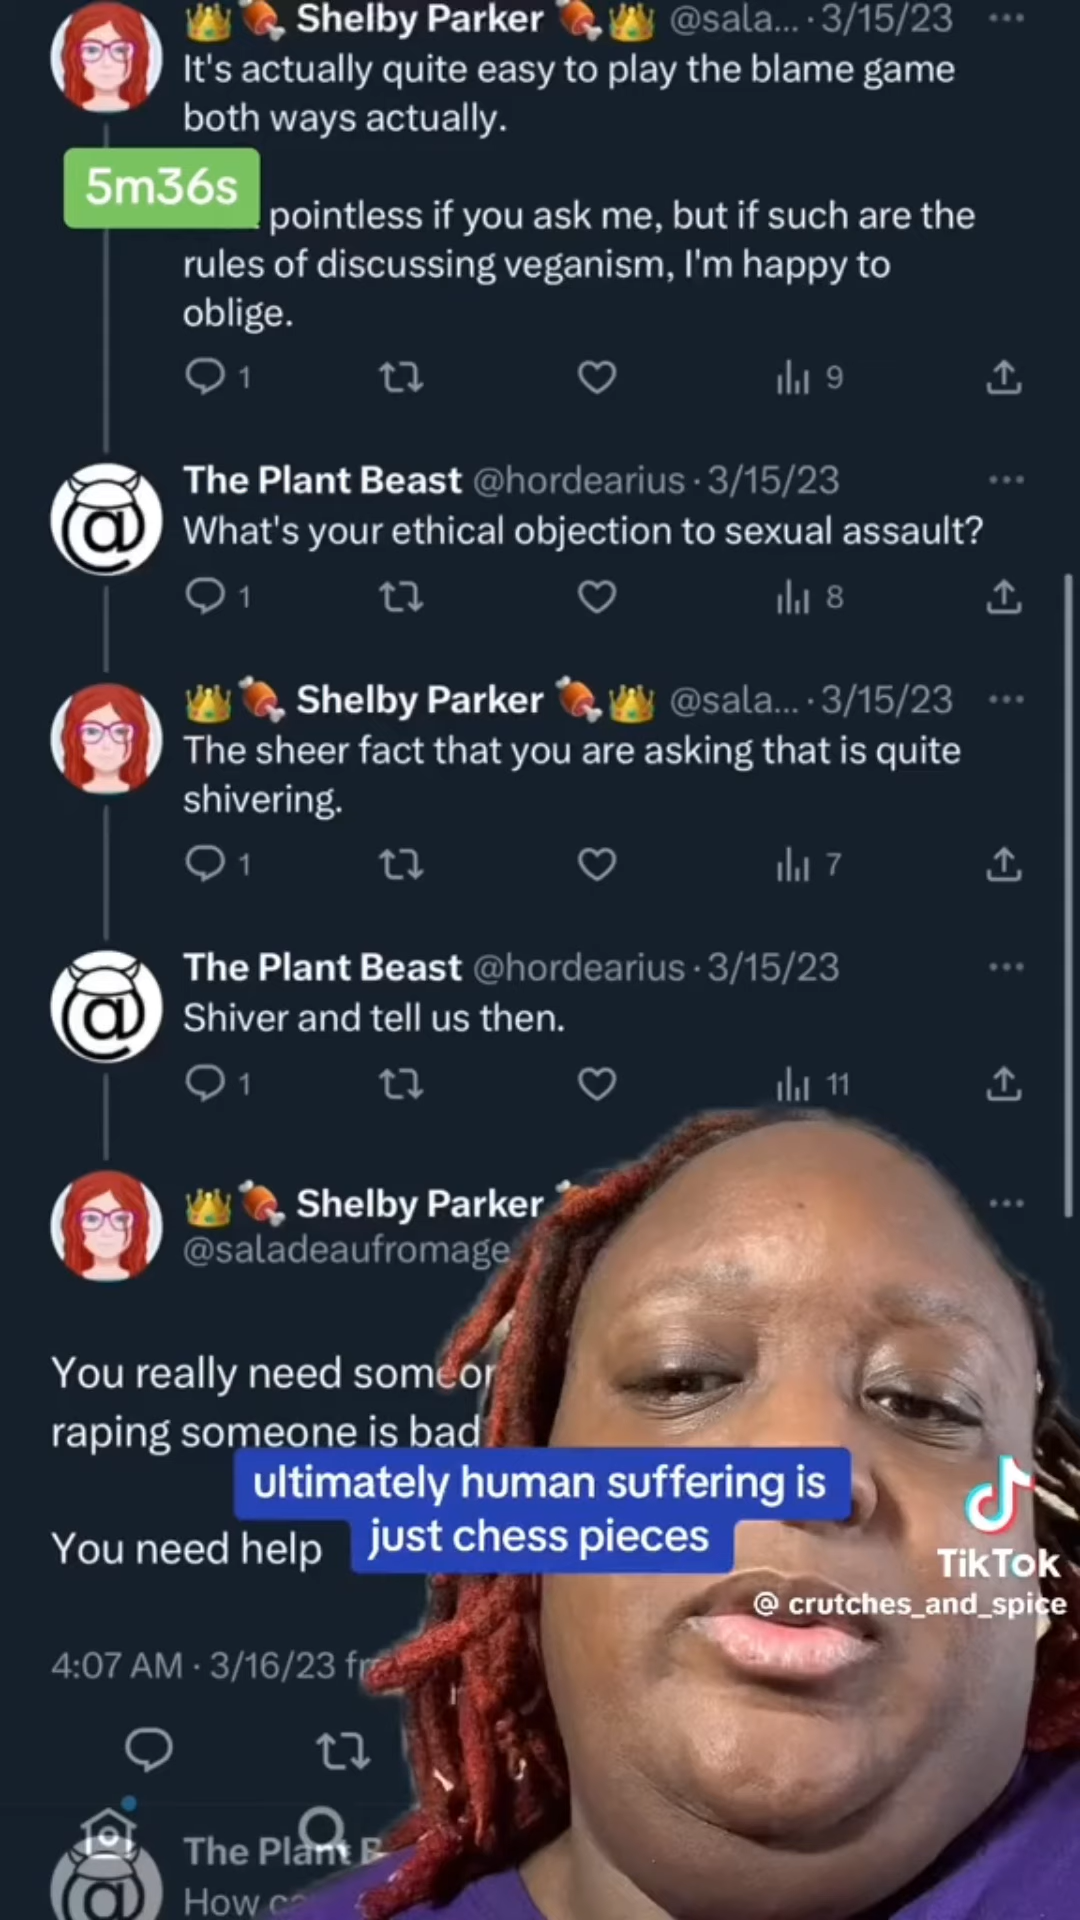 Shelby Parker @sala... · 3/15/23
It's actually quite easy to play the blame game
both ways actually.
5m36s
pointless if you ask me, but if such are the
rules of discussing veganism, I'm happy to
oblige.
1 9
The Plant Beast @hordearius · 3/15/23
What's your ethical objection to sexual assault?
1 8
Shelby Parker @sala... · 3/15/23
The sheer fact that you are asking that is quite
shivering.
1 7
The Plant Beast @hordearius · 3/15/23
Shiver and tell us then.
1 11
Shelby Parker
@saladeaufromage
You really need
raping someone is bad
ultimately human suffering is
just chess pieces
You need help
TikTok
@ crutches_and_spice
4:07 AM · 3/16/23
The Plant
How